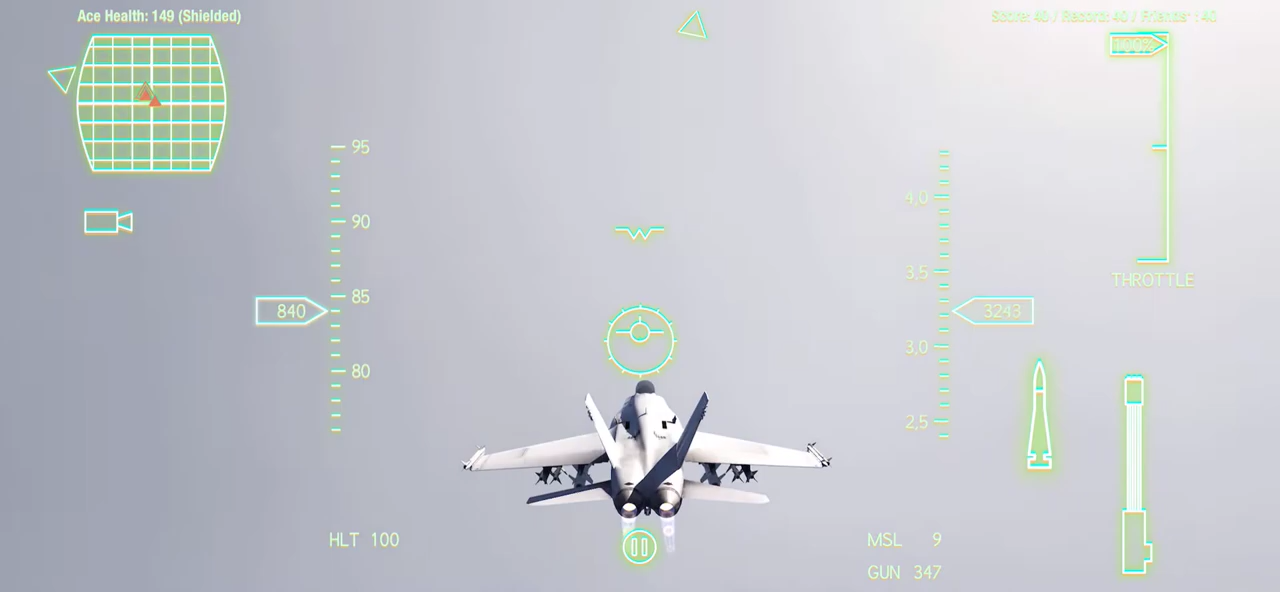 Ace Health: 149 (Shielded)
Score: 40 / Record: 40 / Friends* : 40
100%
95
90
85
80
840
4,0
3,5
3,0
2,5
3243
THROTTLE
HLT 100
MSL 9
GUN 347